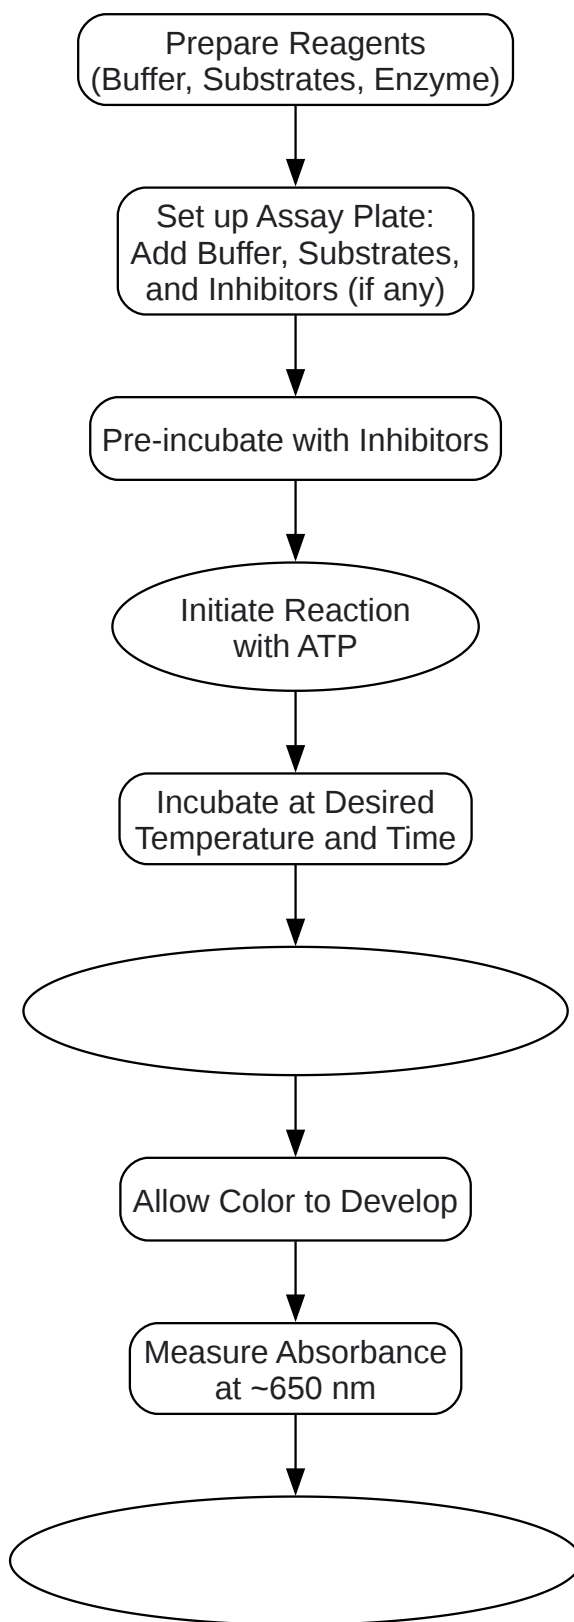 Prepare Reagents
(Buffer, Substrates, Enzyme)
Set up Assay Plate:
Add Buffer, Substrates,
and Inhibitors (if any)
Pre-incubate with Inhibitors
Initiate Reaction
with ATP
Incubate at Desired
Temperature and Time
Allow Color to Develop
Measure Absorbance
at ~650 nm